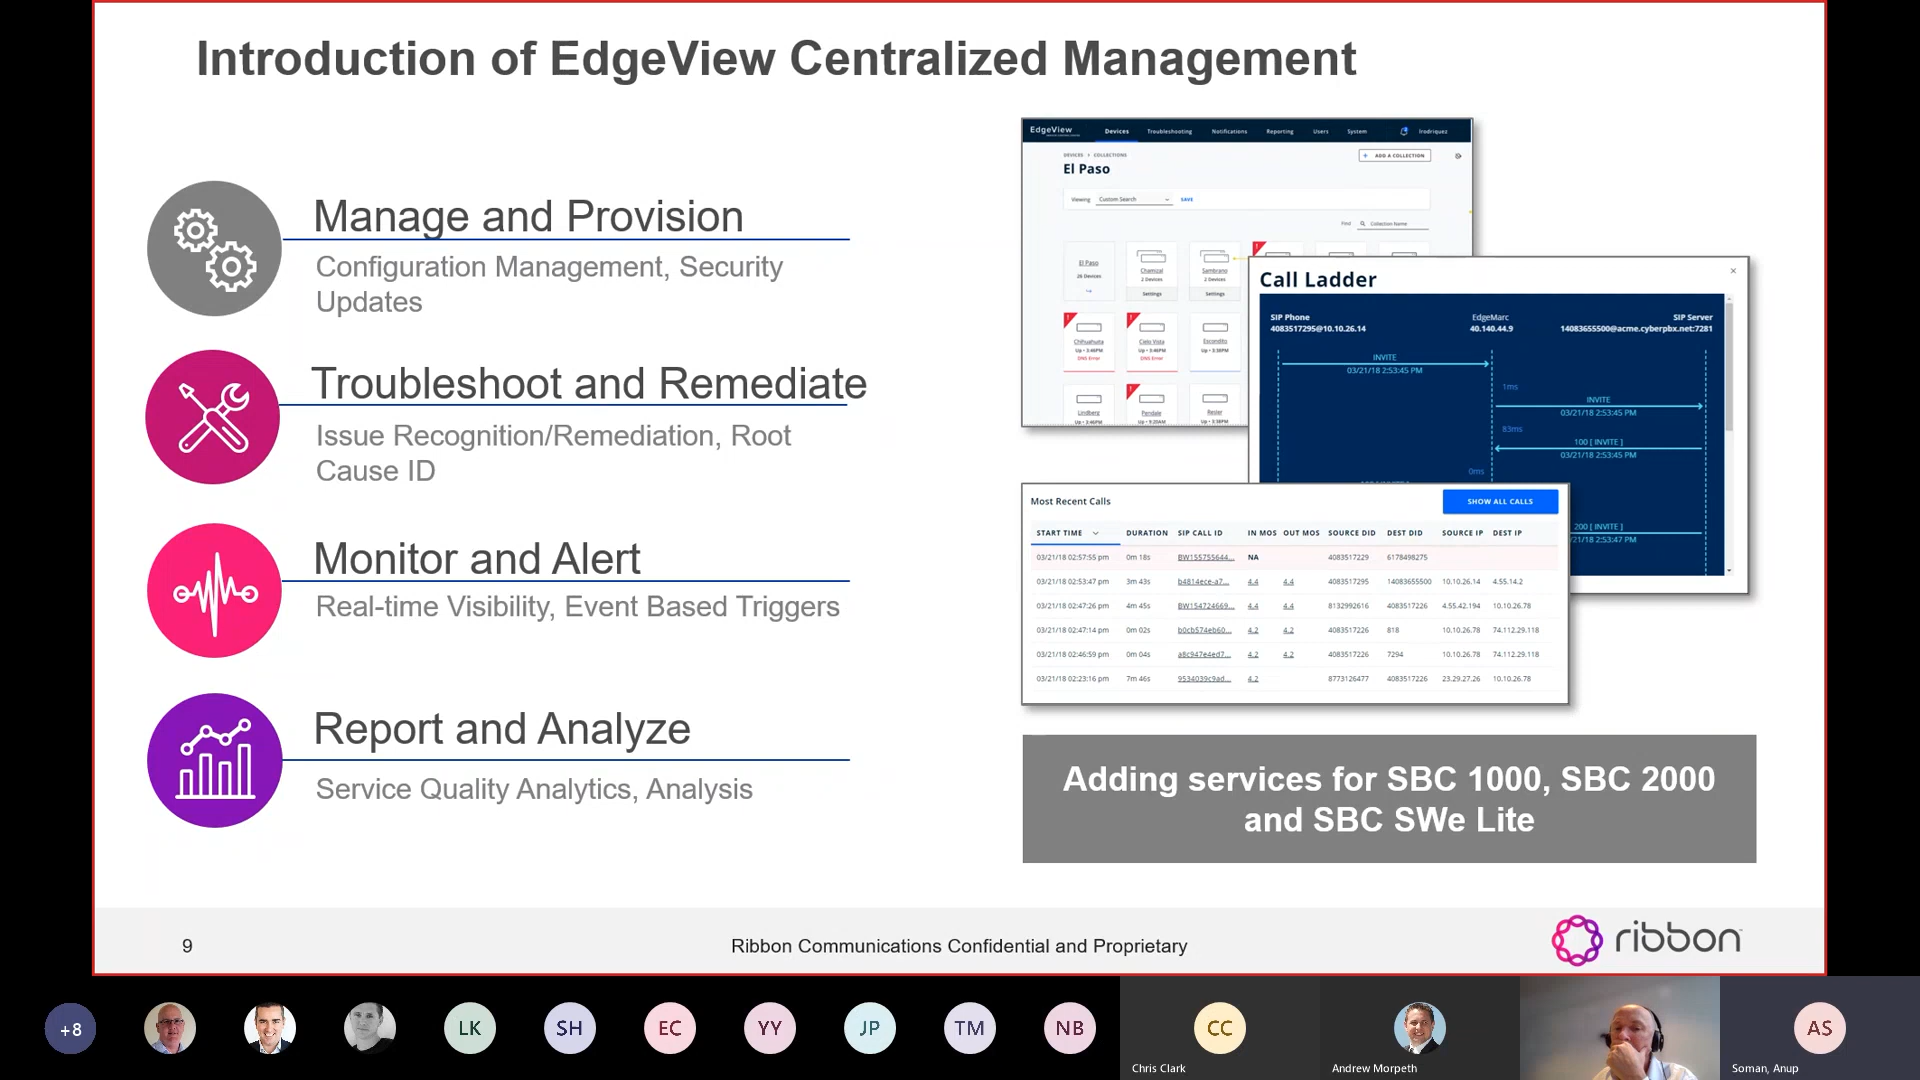 Introduction of EdgeView Centralized Management
Manage and Provision
Configuration Management, Security
Updates
Troubleshoot and Remediate
Issue Recognition/Remediation, Root
Cause ID
Monitor and Alert
Real-time Visibility, Event Based Triggers
Report and Analyze
Service Quality Analytics, Analysis
EdgeView
Devices Troubleshooting Notifications Reporting Users System lrodriquez
DEVICES > COLLECTIONS
+ ADD A COLLECTION
El Paso
Viewing Custom Search SAVE
Find Collection Name
El Paso Chamizal Sambrano
26 Devices 2 Devices 2 Devices
Settings Settings
Chihuahuita Cielo Vista Escondito
Up • 3:46PM Up • 3:46PM Up • 3:38PM
DNS Error DNS Error
Lindberg Pendale Resler
Up • 3:46PM Up • 9:20AM Up • 3:38PM
Call Ladder
SIP Phone EdgeMarc SIP Server
4083517295@10.10.26.14 40.140.44.9 14083655500@acme.cyberpbx.net:7281
INVITE
03/21/18 2:53:45 PM
1ms
INVITE
03/21/18 2:53:45 PM
83ms
100 [ INVITE ]
03/21/18 2:53:45 PM
0ms
200 [ INVITE ]
/21/18 2:53:47 PM
Most Recent Calls SHOW ALL CALLS
START TIME DURATION SIP CALL ID IN MOS OUT MOS SOURCE DID DEST DID SOURCE IP DEST IP
03/21/18 02:57:55 pm 0m 18s BW155755644... NA 4083517229 6178498275
03/21/18 02:53:47 pm 3m 43s b4814ece-a7... 4.4 4.4 4083517295 14083655500 10.10.26.14 4.55.14.2
03/21/18 02:47:26 pm 4m 45s BW154724669... 4.4 4.4 8132992616 4083517226 4.55.42.194 10.10.26.78
03/21/18 02:47:14 pm 0m 02s b0cb574eb60... 4.2 4.2 4083517226 818 10.10.26.78 74.112.29.118
03/21/18 02:46:59 pm 0m 04s a8c947e4ed7... 4.2 4.2 4083517226 7294 10.10.26.78 74.112.29.118
03/21/18 02:23:16 pm 7m 46s 9534039c9ad... 4.2 8773126477 4083517226 23.29.27.26 10.10.26.78
Adding services for SBC 1000, SBC 2000
and SBC SWe Lite
9
Ribbon Communications Confidential and Proprietary
ribbon
+8 LK SH EC YY JP TM NB CC AS
Chris Clark Andrew Morpeth Soman, Anup